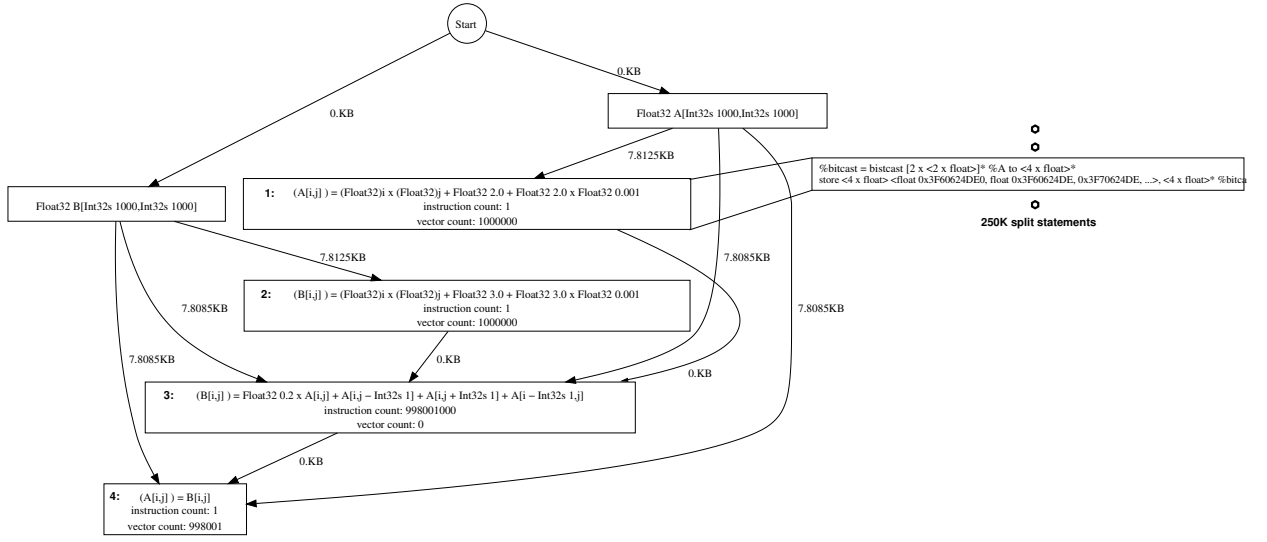 Start
0.KB
Float32 A[Int32s 1000,Int32s 1000]
0.KB
7.8125KB
%bitcast = bistcast [2 x <2 x float>]* %A to <4 x float>*
store <4 x float> <float 0x3F60624DE0, float 0x3F60624DE, 0x3F70624DE, ...>, <4 x float>* %bitca
250K split statements
1: (A[i,j] ) = (Float32)i x (Float32)j + Float32 2.0 + Float32 2.0 x Float32 0.001
instruction count: 1
vector count: 1000000
Float32 B[Int32s 1000,Int32s 1000]
7.8125KB
7.8085KB
2: (B[i,j] ) = (Float32)i x (Float32)j + Float32 3.0 + Float32 3.0 x Float32 0.001
instruction count: 1
vector count: 1000000
7.8085KB
7.8085KB
7.8085KB
0.KB
0.KB
3: (B[i,j] ) = Float32 0.2 x A[i,j] + A[i,j − Int32s 1] + A[i,j + Int32s 1] + A[i − Int32s 1,j]
instruction count: 998001000
vector count: 0
0.KB
4: (A[i,j] ) = B[i,j]
instruction count: 1
vector count: 998001